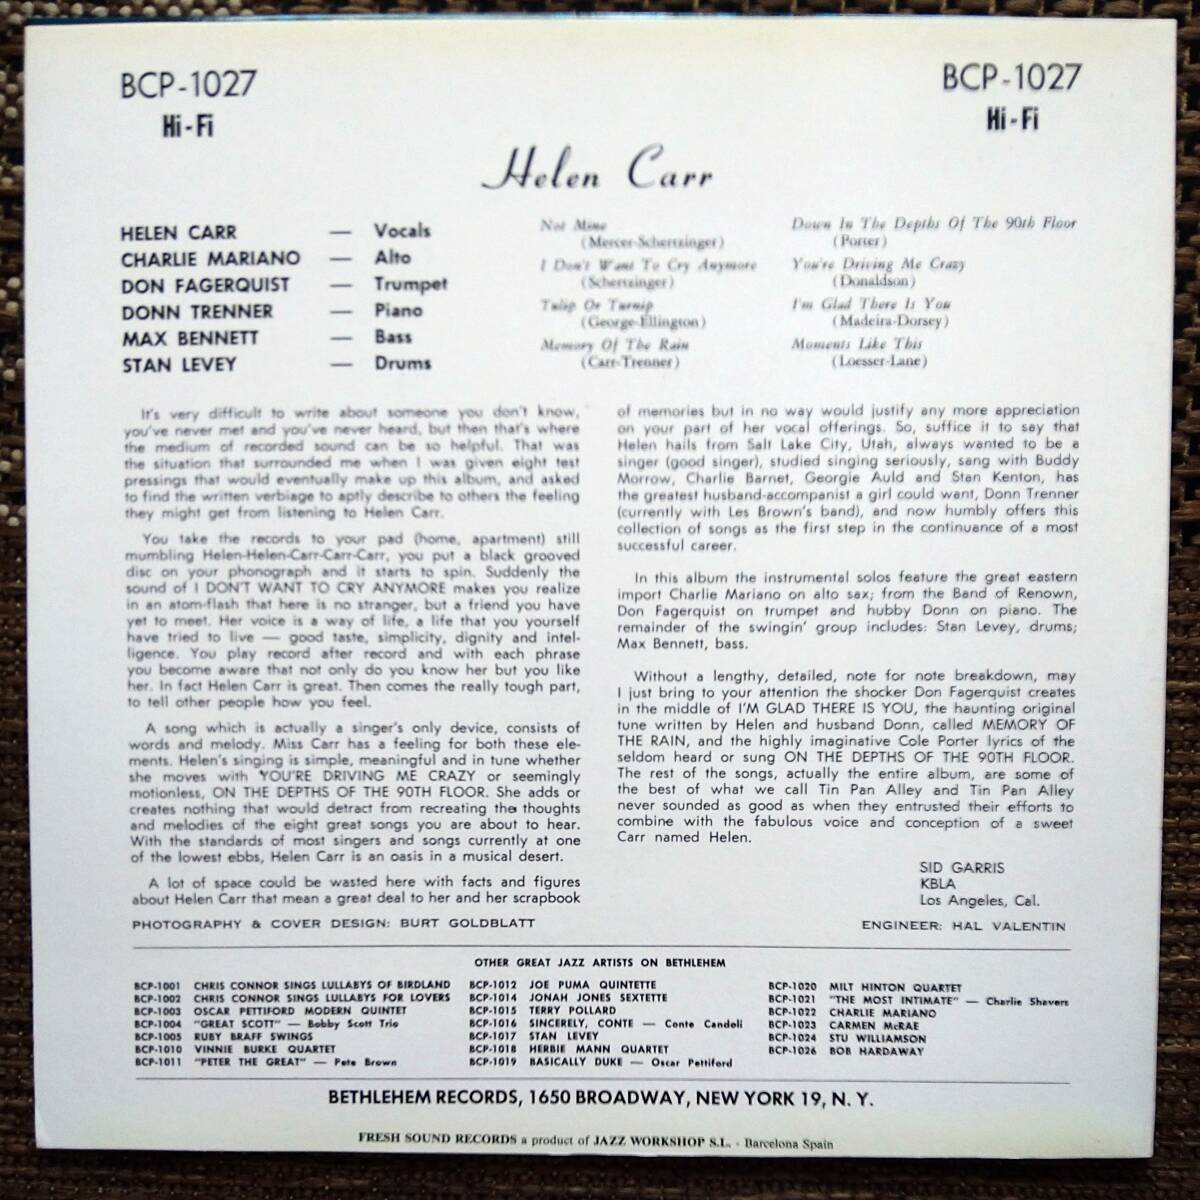 BCP-1027
Hi-Fi
BCP-1027
Hi-Fi
Helen Carr
HELEN CARR — Vocals
CHARLIE MARIANO — Alto
DON FAGERQUIST — Trumpet
DONN TRENNER — Piano
MAX BENNETT — Bass
STAN LEVEY — Drums
Not Mine
(Mercer-Schertzinger)
I Don't Want To Cry Anymore
(Schertzinger)
Tulip Or Turnip
(George-Ellington)
Memory Of The Rain
(Carr-Trenner)
Down In The Depths Of The 90th Floor
(Porter)
You're Driving Me Crazy
(Donaldson)
I'm Glad There Is You
(Madeira-Dorsey)
Moments Like This
(Loesser-Lane)
It's very difficult to write about someone you don't know,
you've never met and you've never heard, but then that's where
the medium of recorded sound can be so helpful. That was
the situation that surrounded me when I was given eight test
pressings that would eventually make up this album, and asked
to find the written verbiage to aptly describe to others the feeling
they might get from listening to Helen Carr.
You take the records to your pad (home, apartment) still
mumbling Helen-Helen-Carr-Carr-Carr, you put a black grooved
disc on your phonograph and it starts to spin. Suddenly the
sound of I DON'T WANT TO CRY ANYMORE makes you realize
in an atom-flash that here is no stranger, but a friend you have
yet to meet. Her voice is a way of life, a life that you yourself
have tried to live — good taste, simplicity, dignity and intel-
ligence. You play record after record and with each phrase
you become aware that not only do you know her but you like
her. In fact Helen Carr is great. Then comes the really tough part,
to tell other people how you feel.
A song which is actually a singer's only device, consists of
words and melody. Miss Carr has a feeling for both these ele-
ments. Helen's singing is simple, meaningful and in tune whether
she moves with YOU'RE DRIVING ME CRAZY or seemingly
motionless, ON THE DEPTHS OF THE 90TH FLOOR. She adds or
creates nothing that would detract from recreating the thoughts
and melodies of the eight great songs you are about to hear.
With the standards of most singers and songs currently at one
of the lowest ebbs, Helen Carr is an oasis in a musical desert.
A lot of space could be wasted here with facts and figures
about Helen Carr that mean a great deal to her and her scrapbook
of memories but in no way would justify any more appreciation
on your part of her vocal offerings. So, suffice it to say that
Helen hails from Salt Lake City, Utah, always wanted to be a
singer (good singer), studied singing seriously, sang with Buddy
Morrow, Charlie Barnet, Georgie Auld and Stan Kenton, has
the greatest husband-accompanist a girl could want, Donn Trenner
(currently with Les Brown's band), and now humbly offers this
collection of songs as the first step in the continuance of a most
successful career.
In this album the instrumental solos feature the great eastern
import Charlie Mariano on alto sax; from the Band of Renown,
Don Fagerquist on trumpet and hubby Donn on piano. The
remainder of the swingin' group includes: Stan Levey, drums;
Max Bennett, bass.
Without a lengthy, detailed, note for note breakdown, may
I just bring to your attention the shocker Don Fagerquist creates
in the middle of I'M GLAD THERE IS YOU, the haunting original
tune written by Helen and husband Donn, called MEMORY OF
THE RAIN, and the highly imaginative Cole Porter lyrics of the
seldom heard or sung ON THE DEPTHS OF THE 90TH FLOOR.
The rest of the songs, actually the entire album, are some of
the best of what we call Tin Pan Alley and Tin Pan Alley
never sounded as good as when they entrusted their efforts to
combine with the fabulous voice and conception of a sweet
Carr named Helen.
SID GARRIS
KBLA
Los Angeles, Cal.
PHOTOGRAPHY & COVER DESIGN: BURT GOLDBLATT
ENGINEER: HAL VALENTIN
OTHER GREAT JAZZ ARTISTS ON BETHLEHEM
BCP-1001 CHRIS CONNOR SINGS LULLABYS OF BIRDLAND
BCP-1002 CHRIS CONNOR SINGS LULLABYS FOR LOVERS
BCP-1003 OSCAR PETTIFORD MODERN QUINTET
BCP-1004 "GREAT SCOTT" — Bobby Scott Trio
BCP-1005 RUBY BRAFF SWINGS
BCP-1010 VINNIE BURKE QUARTET
BCP-1011 "PETER THE GREAT" — Pete Brown
BCP-1012 JOE PUMA QUINTETTE
BCP-1014 JONAH JONES SEXTETTE
BCP-1015 TERRY POLLARD
BCP-1016 SINCERELY, CONTE — Conte Candoli
BCP-1017 STAN LEVEY
BCP-1018 HERBIE MANN QUARTET
BCP-1019 BASICALLY DUKE — Oscar Pettiford
BCP-1020 MILT HINTON QUARTET
BCP-1021 "THE MOST INTIMATE" — Charlie Shavers
BCP-1022 CHARLIE MARIANO
BCP-1023 CARMEN McRAE
BCP-1024 STU WILLIAMSON
BCP-1026 BOB HARDAWAY
BETHLEHEM RECORDS, 1650 BROADWAY, NEW YORK 19, N. Y.
FRESH SOUND RECORDS a product of JAZZ WORKSHOP S.L. - Barcelona Spain